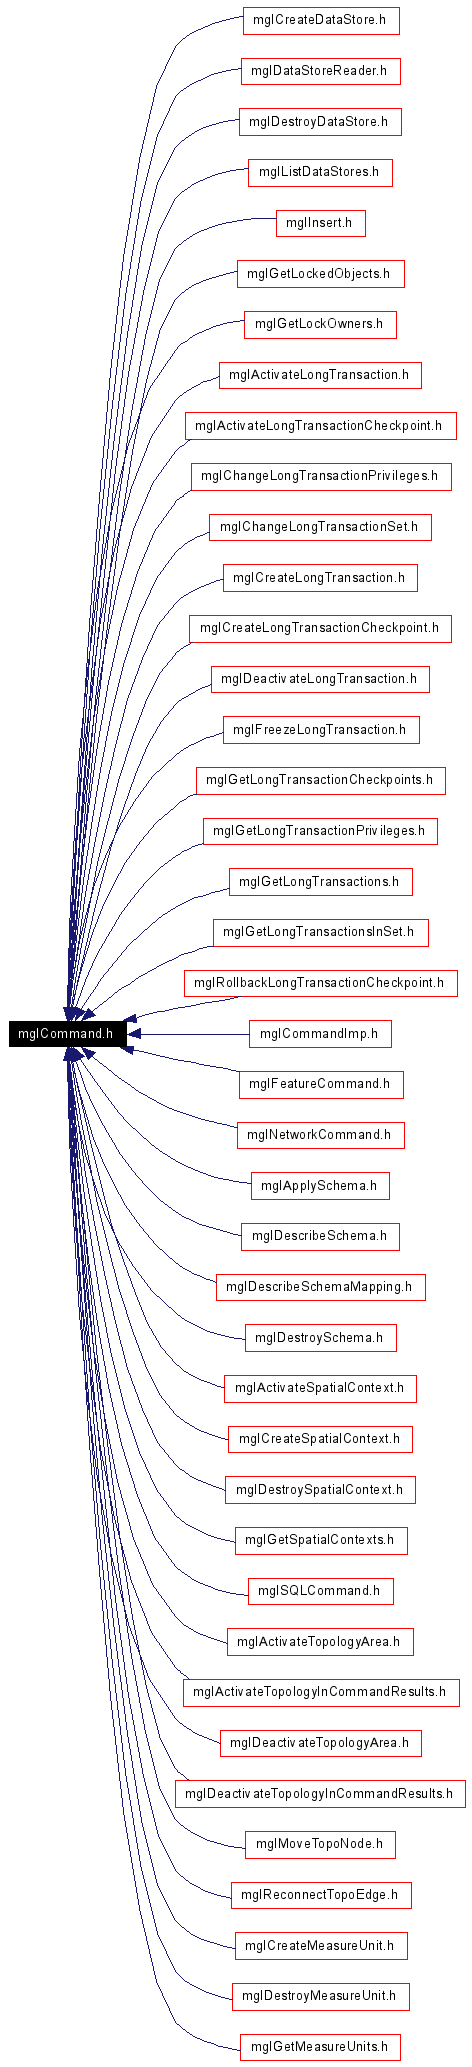 mglCreateDataStore.h
mglDataStoreReader.h
mglDestroyDataStore.h
mglListDataStores.h
mglInsert.h
mglGetLockedObjects.h
mglGetLockOwners.h
mglActivateLongTransaction.h
mglActivateLongTransactionCheckpoint.h
mglChangeLongTransactionPrivileges.h
mglChangeLongTransactionSet.h
mglCreateLongTransaction.h
mglCreateLongTransactionCheckpoint.h
mglDeactivateLongTransaction.h
mglFreezeLongTransaction.h
mglGetLongTransactionCheckpoints.h
mglGetLongTransactionPrivileges.h
mglGetLongTransactions.h
mglGetLongTransactionsInSet.h
mglRollbackLongTransactionCheckpoint.h
mglCommand.h
mglCommandImp.h
mglFeatureCommand.h
mglNetworkCommand.h
mglApplySchema.h
mglDescribeSchema.h
mglDescribeSchemaMapping.h
mglDestroySchema.h
mglActivateSpatialContext.h
mglCreateSpatialContext.h
mglDestroySpatialContext.h
mglGetSpatialContexts.h
mglSQLCommand.h
mglActivateTopologyArea.h
mglActivateTopologyInCommandResults.h
mglDeactivateTopologyArea.h
mglDeactivateTopologyInCommandResults.h
mglMoveTopoNode.h
mglReconnectTopoEdge.h
mglCreateMeasureUnit.h
mglDestroyMeasureUnit.h
mglGetMeasureUnits.h